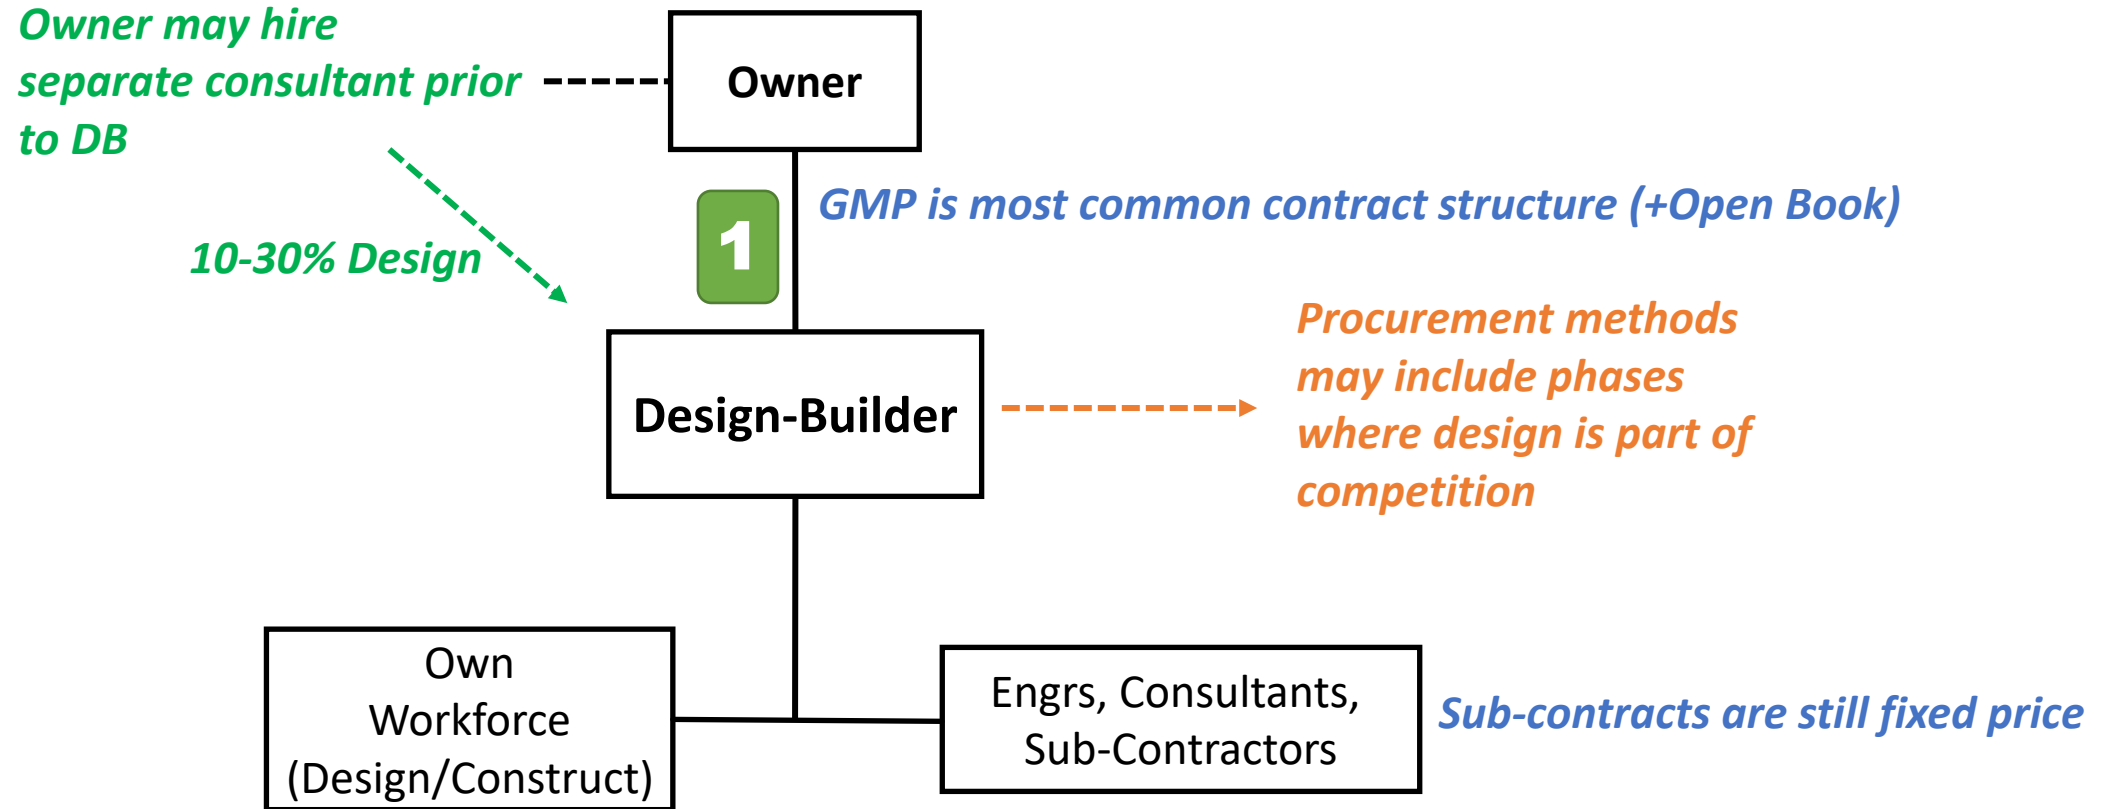 Owner may hire
separate consultant prior
to DB
Owner
1
GMP is most common contract structure (+Open Book)
10-30% Design
Design-Builder
Procurement methods
may include phases
where design is part of
competition
Own
Workforce
(Design/Construct)
Engrs, Consultants,
Sub-Contractors
Sub-contracts are still fixed price